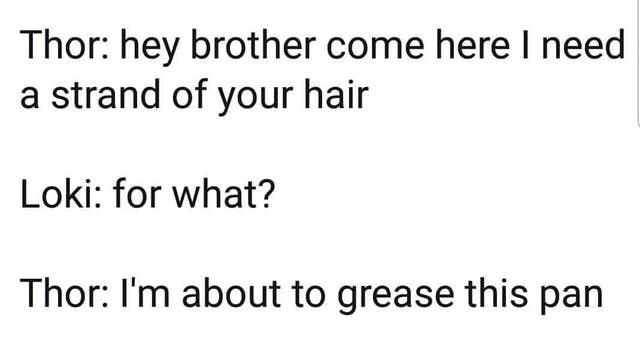 Thor: hey brother come here I need
a strand of your hair
Loki: for what?
Thor: I'm about to grease this pan